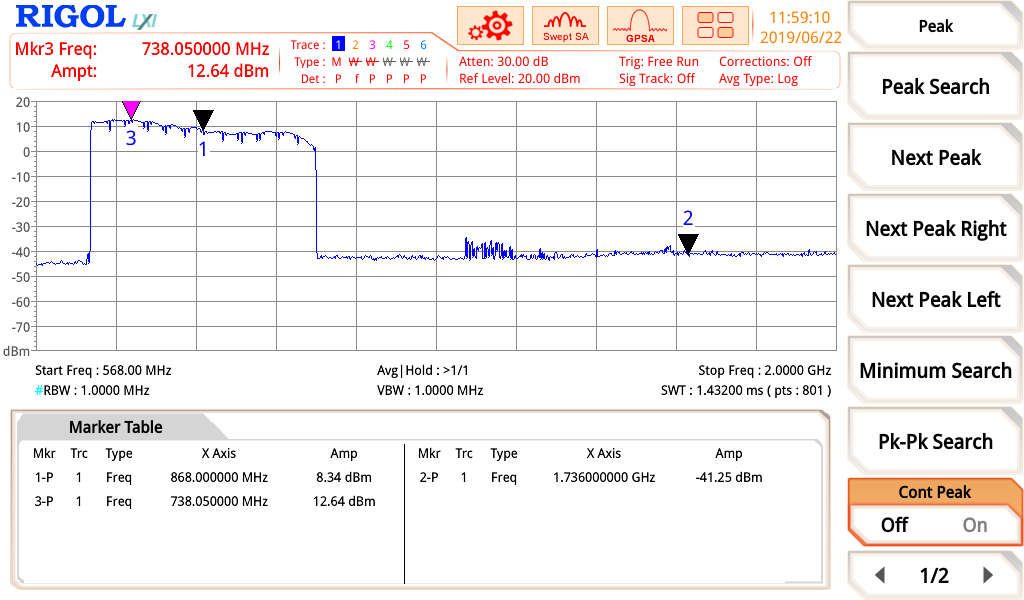 RIGOL LXI
11:59:10
2019/06/22
Swept SA
GPSA
Mkr3 Freq: 738.050000 MHz
Ampt: 12.64 dBm
Trace : 1 2 3 4 5 6
Type : M W W W W W
Det : P f P P P P
Atten: 30.00 dB
Ref Level: 20.00 dBm
Trig: Free Run
Sig Track: Off
Corrections: Off
Avg Type: Log
20
10
0
-10
-20
-30
-40
-50
-60
-70
dBm
3
1
2
Start Freq : 568.00 MHz
Avg|Hold : >1/1
Stop Freq : 2.0000 GHz
#RBW : 1.0000 MHz
VBW : 1.0000 MHz
SWT : 1.43200 ms ( pts : 801 )
Marker Table
Mkr Trc Type X Axis Amp
1-P 1 Freq 868.000000 MHz 8.34 dBm
3-P 1 Freq 738.050000 MHz 12.64 dBm
Mkr Trc Type X Axis Amp
2-P 1 Freq 1.736000000 GHz -41.25 dBm
Peak
Peak Search
Next Peak
Next Peak Right
Next Peak Left
Minimum Search
Pk-Pk Search
Cont Peak
Off On
1/2